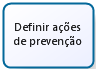 Definir ações
de prevenção